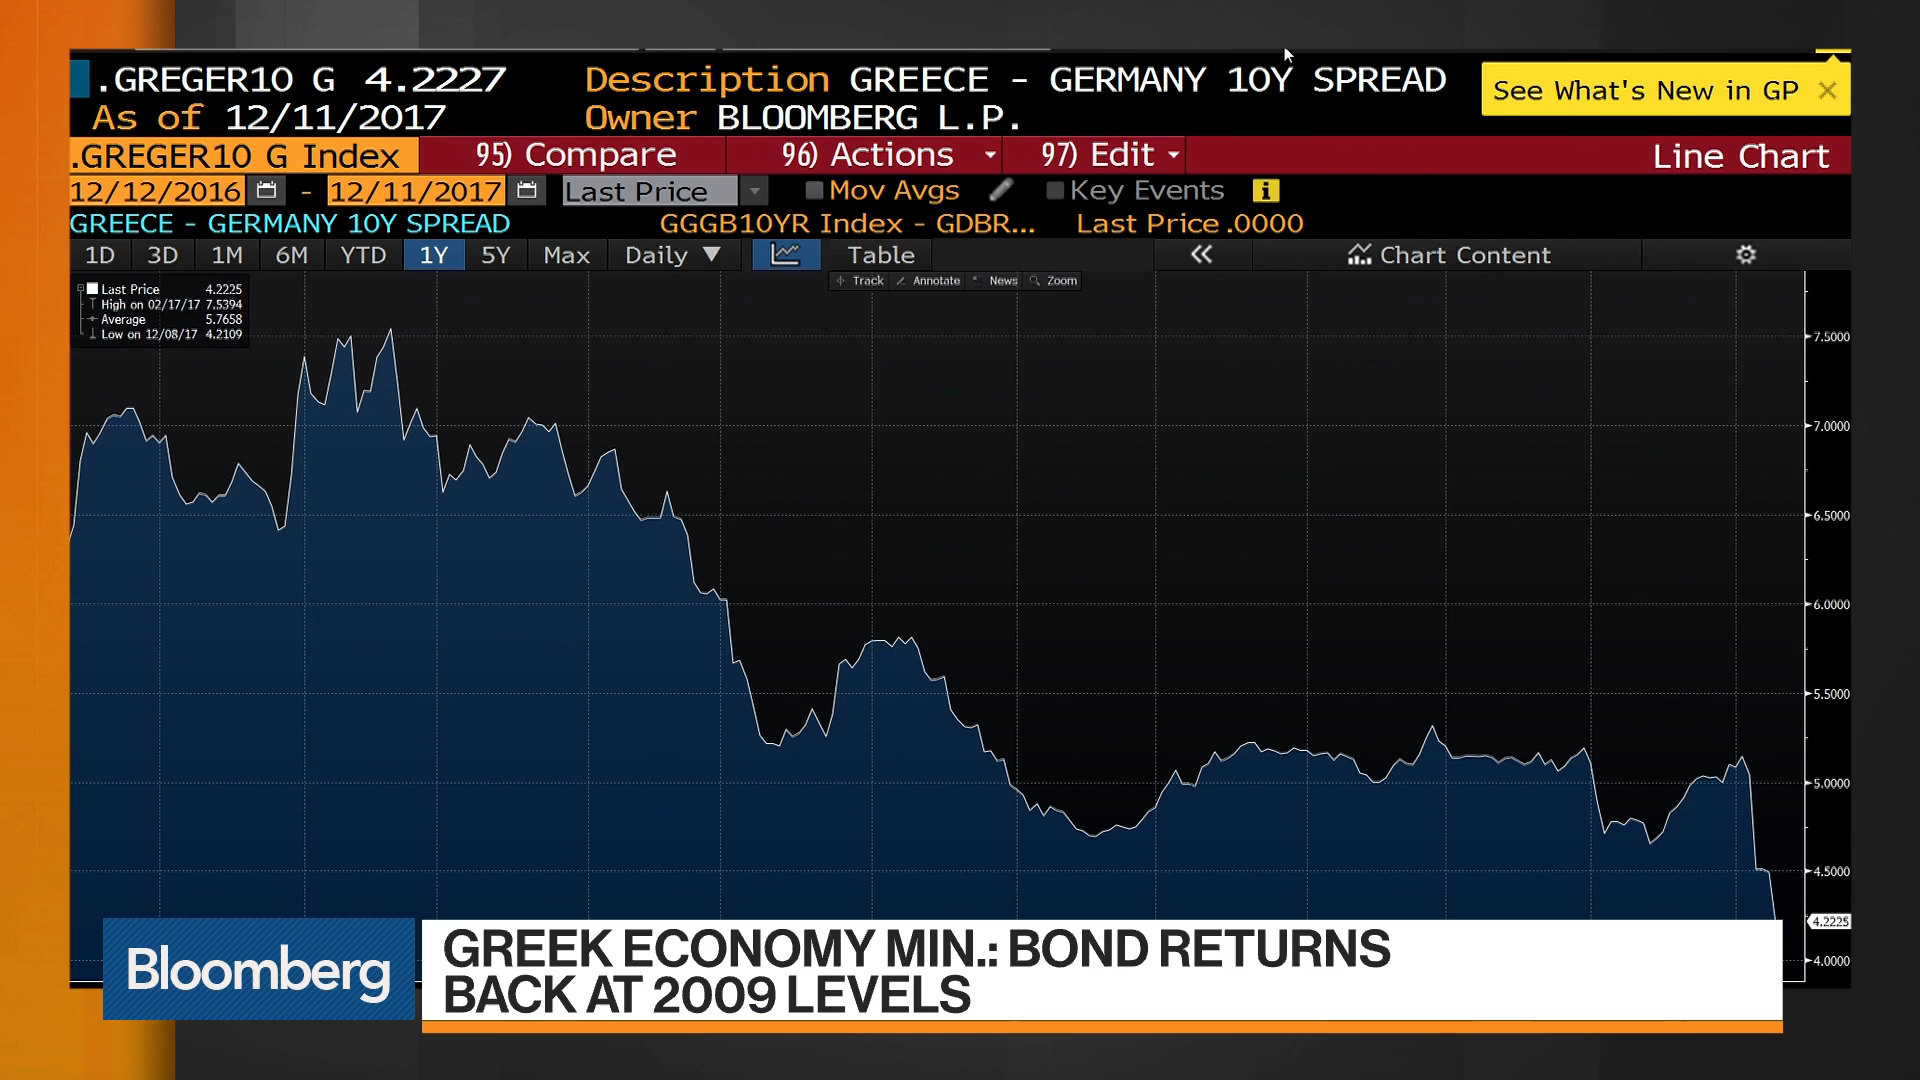 .GREGER10 G 4.2227 Description GREECE - GERMANY 10Y SPREAD
See What's New in GP ×
As of 12/11/2017 Owner BLOOMBERG L.P.
.GREGER10 G Index 95) Compare 96) Actions 97) Edit Line Chart
12/12/2016 - 12/11/2017 Last Price Mov Avgs Key Events i
GREECE - GERMANY 10Y SPREAD GGGB10YR Index - GDBR... Last Price .0000
1D 3D 1M 6M YTD 1Y 5Y Max Daily ▼ Table « Chart Content
Track Annotate News Zoom
Last Price 4.2225
High on 02/17/17 7.5394
Average 5.7658
Low on 12/08/17 4.2109
7.5000
7.0000
6.5000
6.0000
5.5000
5.0000
4.5000
4.2225
4.0000
Bloomberg
GREEK ECONOMY MIN.: BOND RETURNS
BACK AT 2009 LEVELS